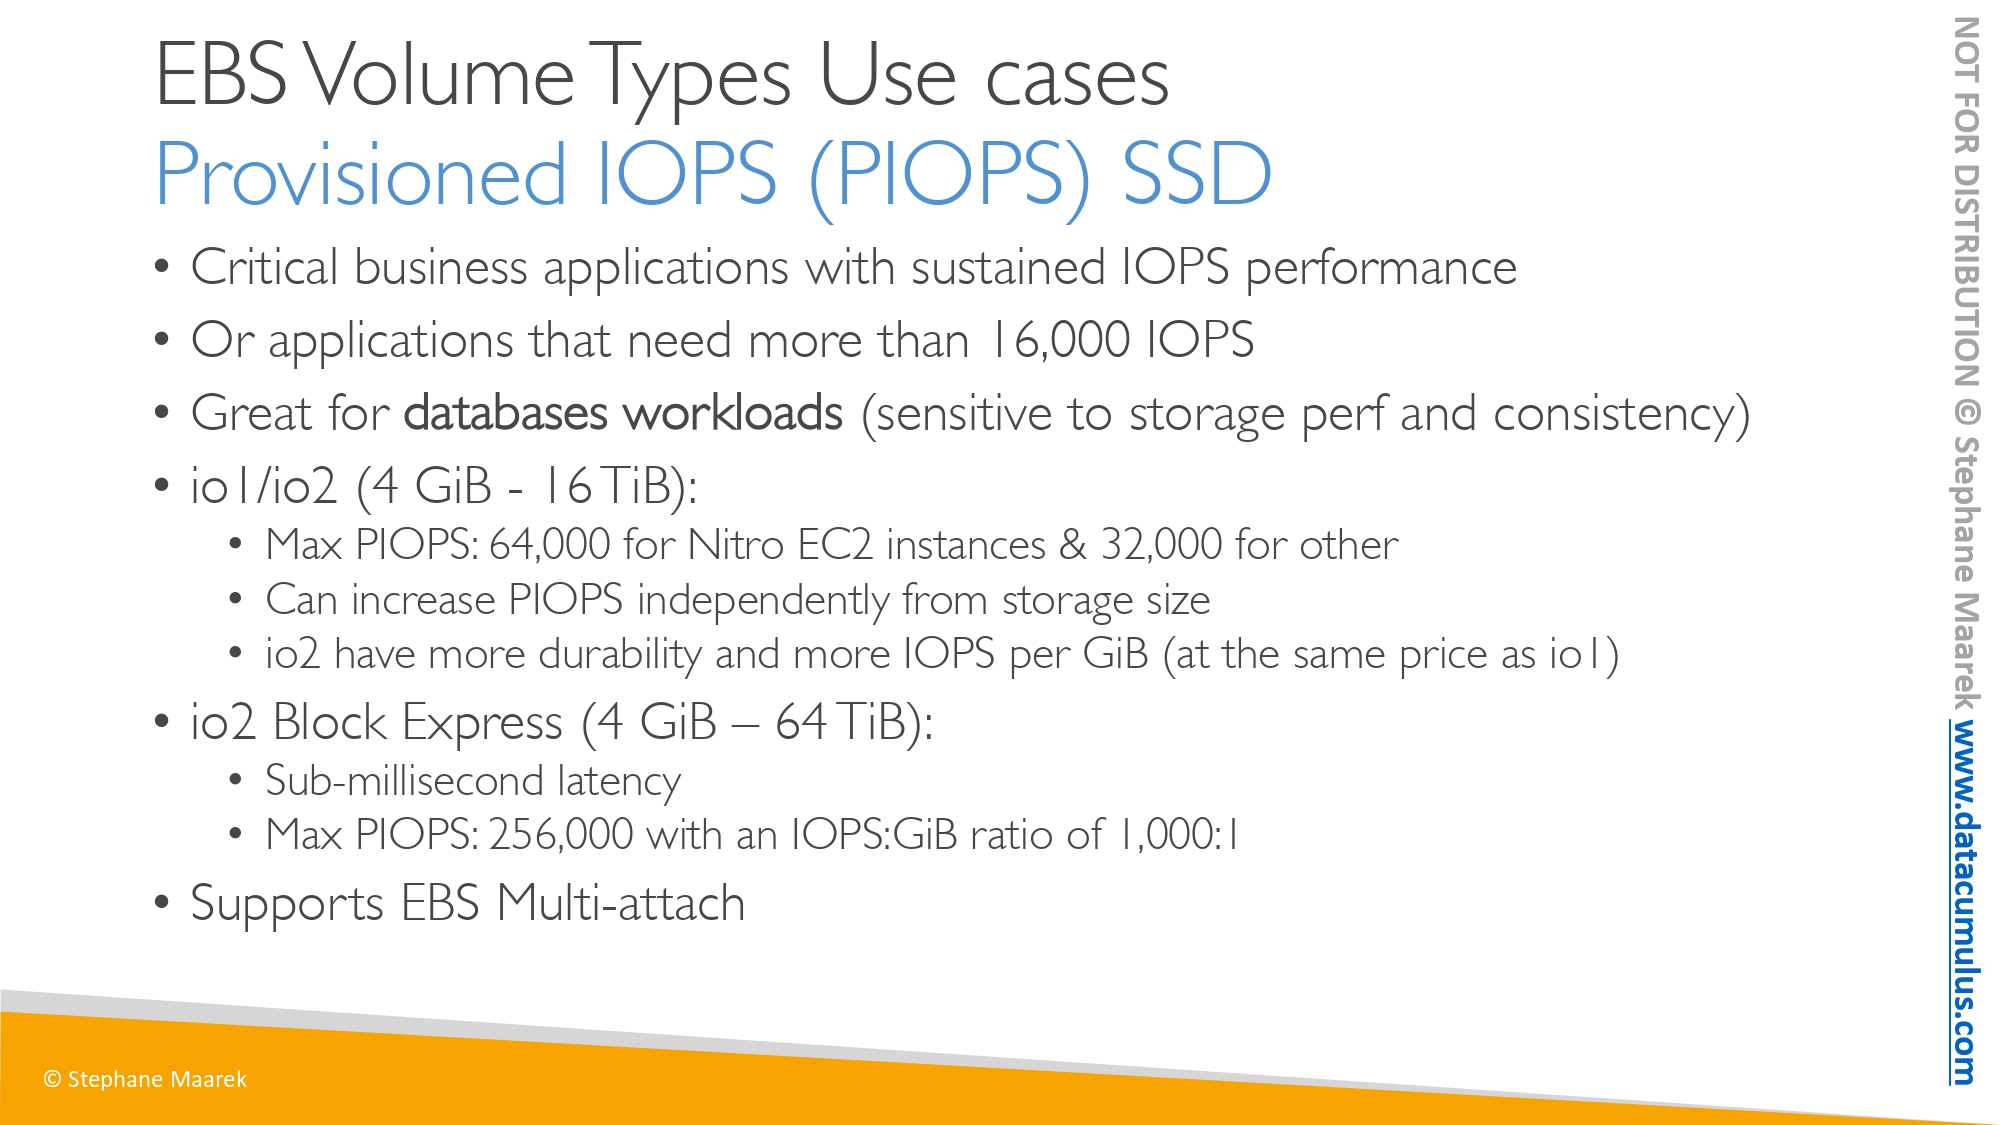 EBS Volume Types Use cases
Provisioned IOPS (PIOPS) SSD
• Critical business applications with sustained IOPS performance
• Or applications that need more than 16,000 IOPS
• Great for databases workloads (sensitive to storage perf and consistency)
• io1/io2 (4 GiB - 16 TiB):
• Max PIOPS: 64,000 for Nitro EC2 instances & 32,000 for other
• Can increase PIOPS independently from storage size
• io2 have more durability and more IOPS per GiB (at the same price as io1)
• io2 Block Express (4 GiB – 64 TiB):
• Sub-millisecond latency
• Max PIOPS: 256,000 with an IOPS:GiB ratio of 1,000:1
• Supports EBS Multi-attach
© Stephane Maarek
NOT FOR DISTRIBUTION © Stephane Maarek www.datacumulus.com